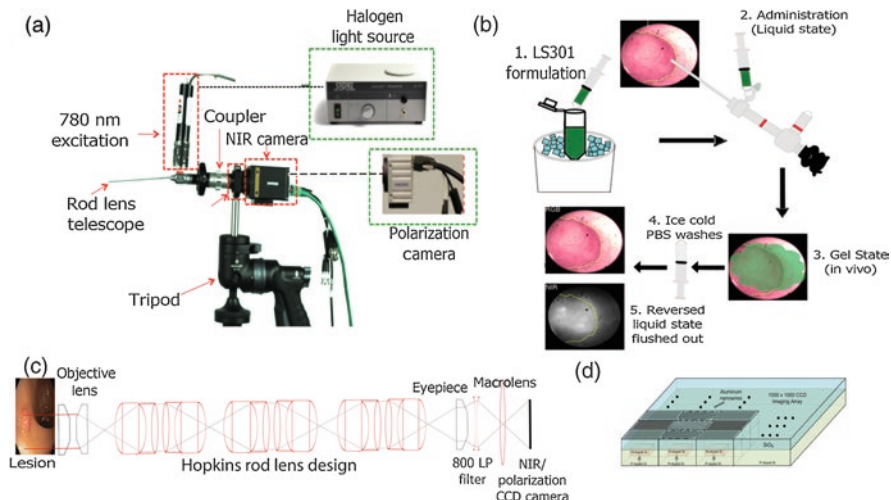 (a)
Halogen
light source
780 nm
excitation
Coupler
NIR camera
Rod lens
telescope
Polarization
camera
Tripod
(b)
1. LS301
formulation
2. Administration
(Liquid state)
3. Gel State
(in vivo)
4. Ice cold
PBS washes
RGB
NIR
5. Reversed
liquid state
flushed out
(c)
Objective
lens
Lesion
Hopkins rod lens design
Eyepiece
Macrolens
800 LP
filter
NIR/
polarization
CCD camera
(d)
Aluminum
nanowires
1000 x 1000 CCD
Imaging Array
SiO₂